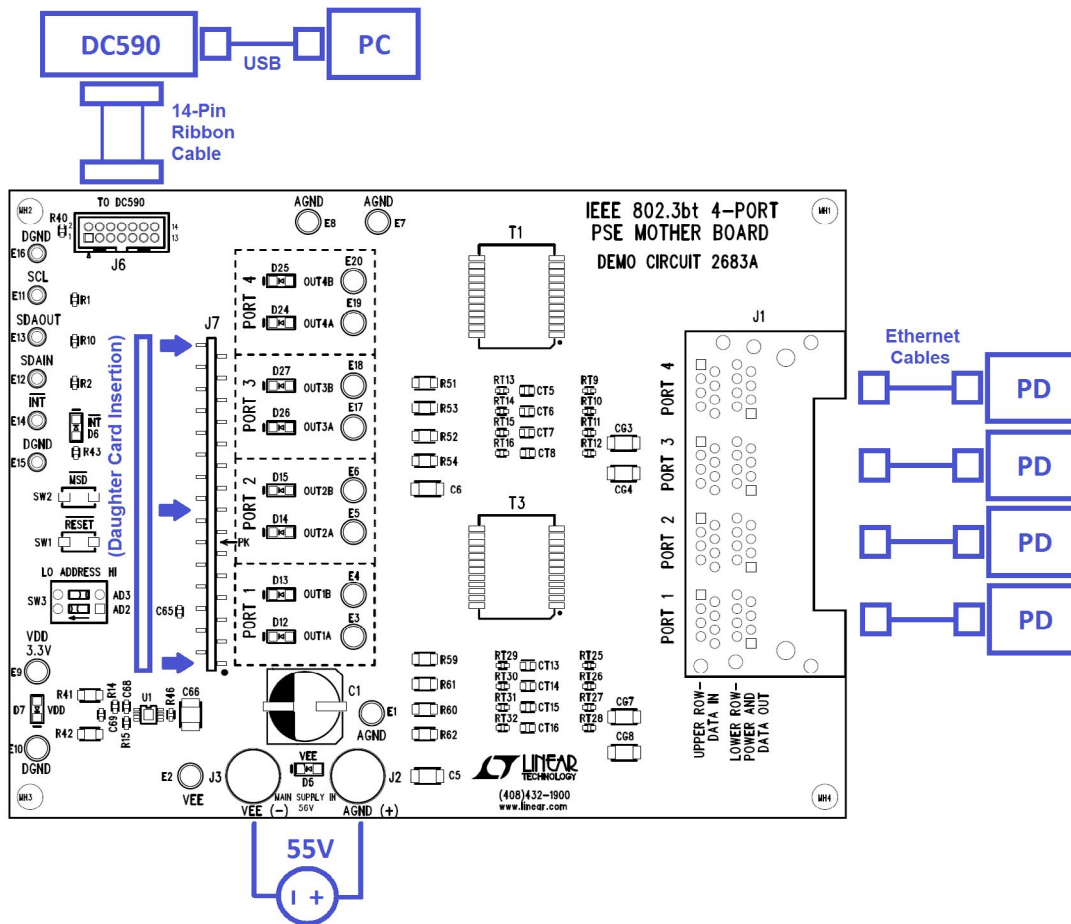 DC590
USB
PC
14-Pin
Ribbon
Cable
MH2
R40
TO DC590
2
1
14
13
J6
DGND
E16
SCL
E11
R1
SDAOUT
E13
R10
SDAIN
E12
R2
INT
E14
INT
D6
DGND
E15
R43
MSD
SW2
RESET
SW1
LO ADDRESS HI
SW3
AD3
AD2
C65
VDD
3.3V
E9
D7
VDD
E10
DGND
R41
R42
R14
C68
C69
R15
U1
R46
C66
(Daughter Card Insertion)
J7
PK
AGND
E8
AGND
E7
PORT 4
D25
OUT4B
E20
D24
OUT4A
E19
PORT 3
D27
OUT3B
E18
D26
OUT3A
E17
PORT 2
D15
OUT2B
E6
D14
OUT2A
E5
PORT 1
D13
OUT1B
E4
D12
OUT1A
E3
C1
E1
AGND
E2
VEE
J3
VEE
D5
J2
MAIN SUPPLY IN
56V
VEE (-)
AGND (+)
55V
- +
IEEE 802.3bt 4-PORT
PSE MOTHER BOARD
DEMO CIRCUIT 2683A
MH1
T1
R51
R53
R52
R54
C6
RT13
RT14
RT15
RT16
CT5
CT6
CT7
CT8
RT9
RT10
RT11
RT12
CG3
CG4
T3
R59
R61
R60
R62
C5
RT29
RT30
RT31
RT32
CT13
CT14
CT15
CT16
RT25
RT26
RT27
RT28
CG7
CG8
LINEAR
TECHNOLOGY
(408)432-1900
www.linear.com
J1
PORT 4
PORT 3
PORT 2
PORT 1
UPPER ROW-
DATA IN
LOWER ROW-
POWER AND
DATA OUT
MH3
MH4
Ethernet
Cables
PD
PD
PD
PD